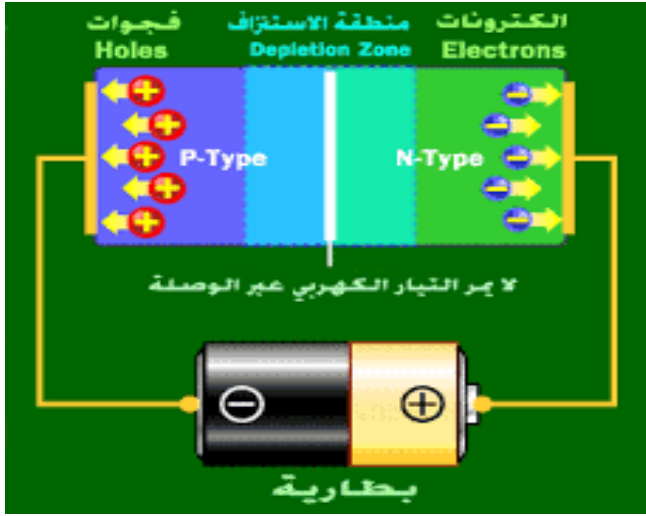 فجوات منطقة الاستنزاف الكترونات
Holes Depletion Zone Electrons
P-Type N-Type
لا يمر التيار الكهربي عبر الوصلة
بطارية